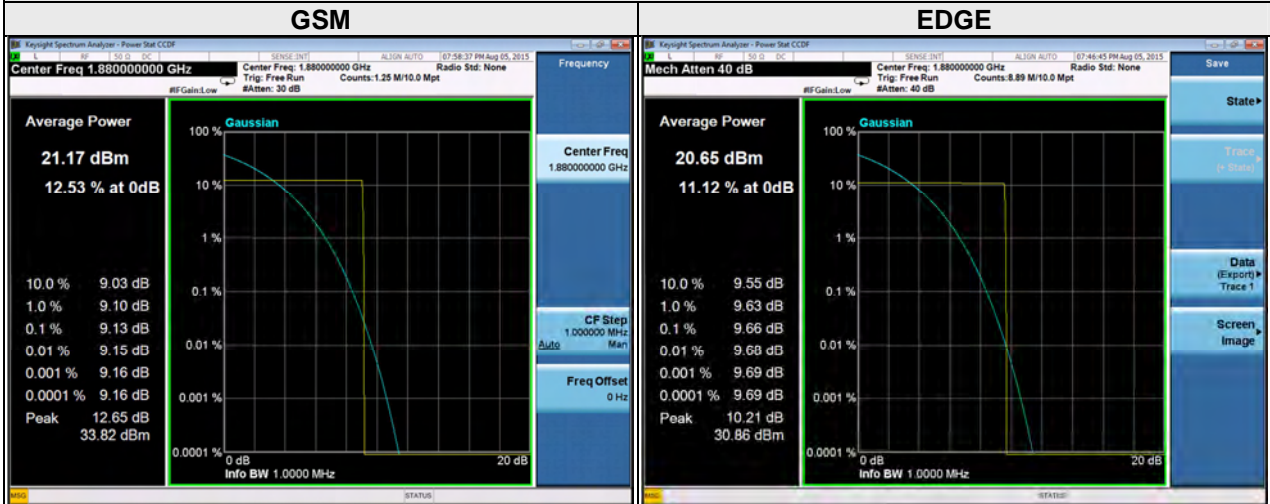 GSM
EDGE
Keysight Spectrum Analyzer - Power Stat CCDF
L RF 50 Ω DC SENSE:INT ALIGN AUTO 07:58:37 PM Aug 05, 2015
Center Freq 1.880000000 GHz
Center Freq: 1.880000000 GHz Radio Std: None
Trig: Free Run Counts:1.25 M/10.0 Mpt
#IFGain:Low #Atten: 30 dB
Average Power
21.17 dBm
12.53 % at 0dB
10.0 % 9.03 dB
1.0 % 9.10 dB
0.1 % 9.13 dB
0.01 % 9.15 dB
0.001 % 9.16 dB
0.0001 % 9.16 dB
Peak 12.65 dB
33.82 dBm
Gaussian
100 %
10 %
1 %
0.1 %
0.01 %
0.001 %
0.0001 %
0 dB 20 dB
Info BW 1.0000 MHz
Frequency
Center Freq
1.880000000 GHz
CF Step
1.000000 MHz
Auto Man
Freq Offset
0 Hz
MSG STATUS
Keysight Spectrum Analyzer - Power Stat CCDF
L RF 50 Ω DC SENSE:INT ALIGN AUTO 07:46:45 PM Aug 05, 2015
Mech Atten 40 dB
Center Freq: 1.880000000 GHz Radio Std: None
Trig: Free Run Counts:8.89 M/10.0 Mpt
#IFGain:Low #Atten: 40 dB
Average Power
20.65 dBm
11.12 % at 0dB
10.0 % 9.55 dB
1.0 % 9.63 dB
0.1 % 9.66 dB
0.01 % 9.68 dB
0.001 % 9.69 dB
0.0001 % 9.69 dB
Peak 10.21 dB
30.86 dBm
Gaussian
100 %
10 %
1 %
0.1 %
0.01 %
0.001 %
0.0001 %
0 dB 20 dB
Info BW 1.0000 MHz
Save
State
Trace
(+ State)
Data
(Export)
Trace 1
Screen
Image
MSG STATUS